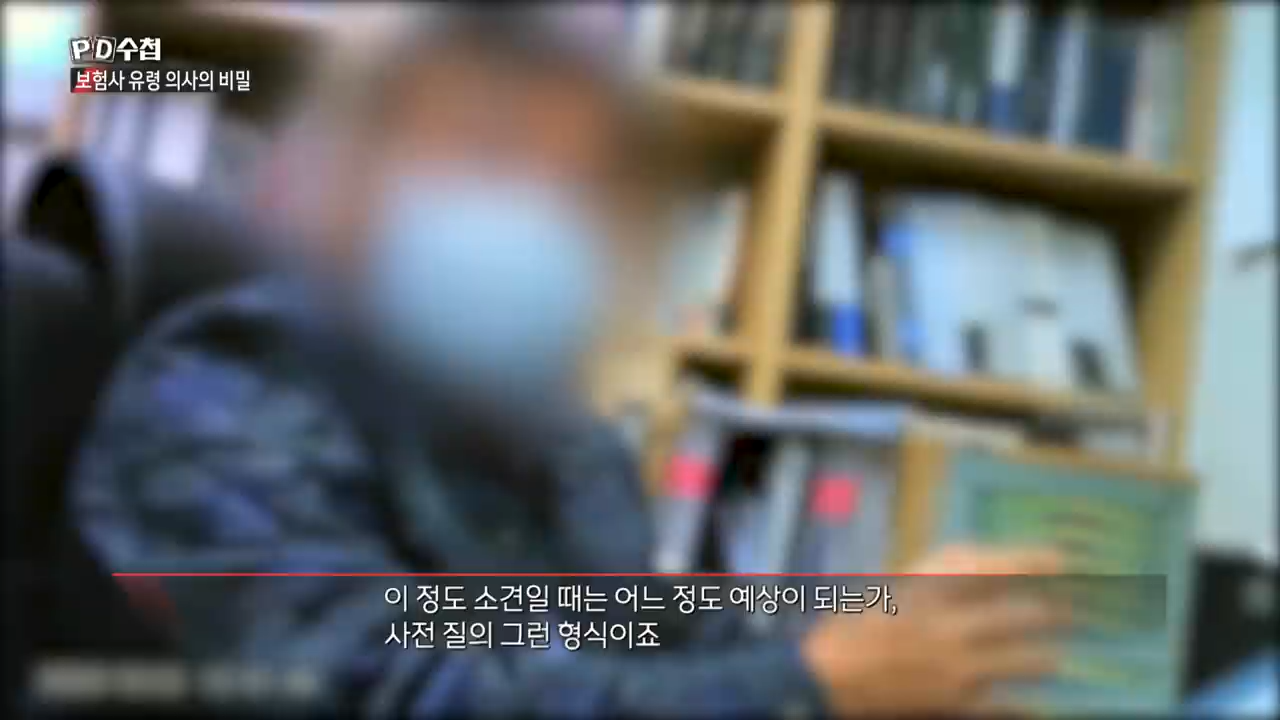 PD수첩
보험사 유령 의사의 비밀
이 정도 소견일 때는 어느 정도 예상이 되는가,
사전 질의 그런 형식이죠